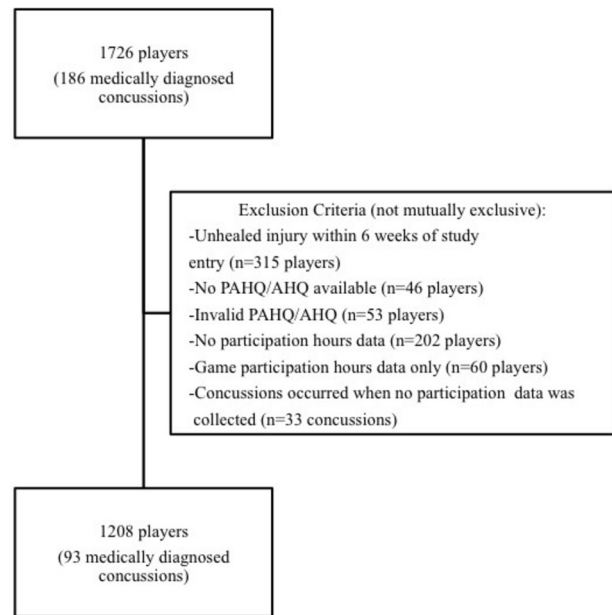 1726 players
(186 medically diagnosed
concussions)
Exclusion Criteria (not mutually exclusive):
-Unhealed injury within 6 weeks of study
entry (n=315 players)
-No PAHQ/AHQ available (n=46 players)
-Invalid PAHQ/AHQ (n=53 players)
-No participation hours data (n=202 players)
-Game participation hours data only (n=60 players)
-Concussions occurred when no participation data was
collected (n=33 concussions)
1208 players
(93 medically diagnosed
concussions)